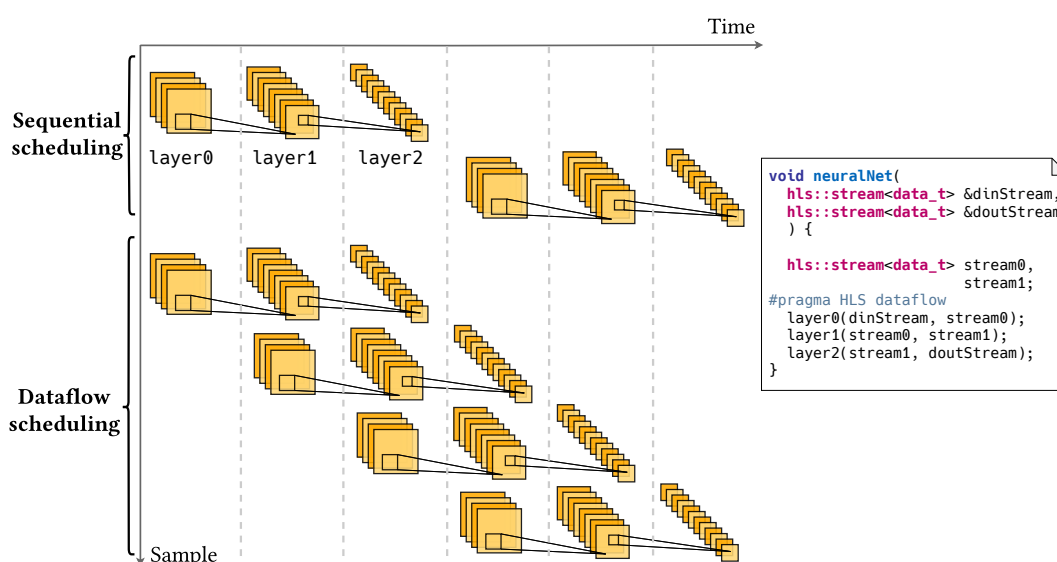 Time
Sequential
scheduling
layer0
layer1
layer2
Dataflow
scheduling
Sample
void neuralNet(
  hls::stream<data_t> &dinStream,
  hls::stream<data_t> &doutStream
  ) {
  hls::stream<data_t> stream0,
                      stream1;
#pragma HLS dataflow
  layer0(dinStream, stream0);
  layer1(stream0, stream1);
  layer2(stream1, doutStream);
}